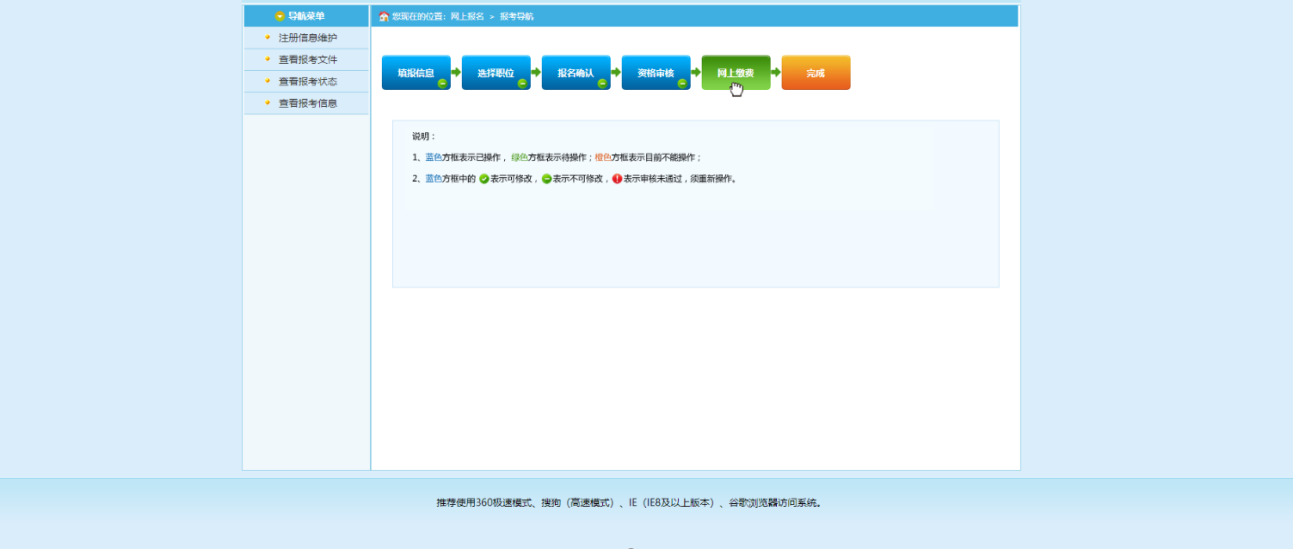 导航菜单
您现在的位置：网上报名 > 报考导航
注册信息维护
查看报考文件
查看报考状态
查看报考信息
填报信息
选择职位
报名确认
资格审核
网上缴费
完成
说明：
1、蓝色方框表示已操作，绿色方框表示待操作；橙色方框表示目前不能操作；
2、蓝色方框中的 表示可修改， 表示不可修改， 表示审核未通过，须重新操作。
推荐使用360极速模式、搜狗（高速模式）、IE（IE8及以上版本）、谷歌浏览器访问系统。